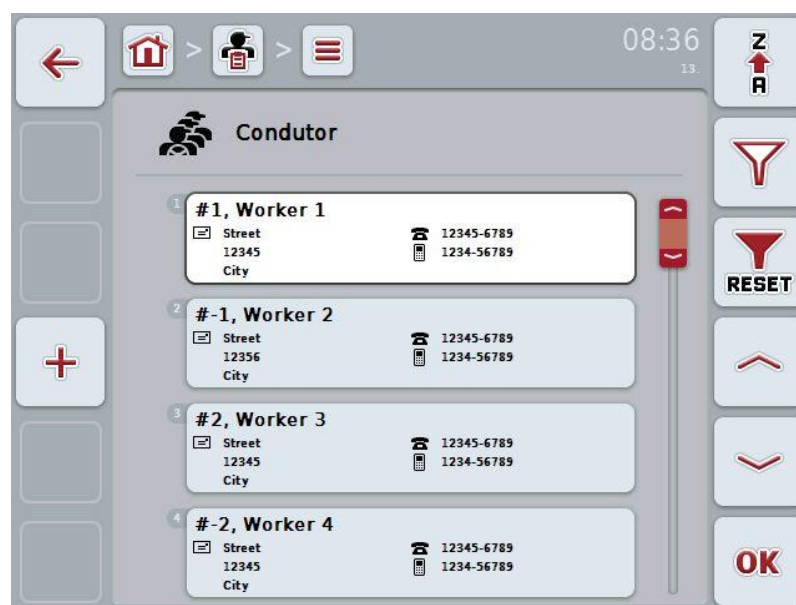 > >
08:36
13.
Z
A
Condutor
1
#1, Worker 1
Street 12345-6789
12345 1234-56789
City
2
#-1, Worker 2
Street 12345-6789
12356 1234-56789
City
3
#2, Worker 3
Street 12345-6789
12345 1234-56789
City
4
#-2, Worker 4
Street 12345-6789
12345 1234-56789
City
RESET
OK